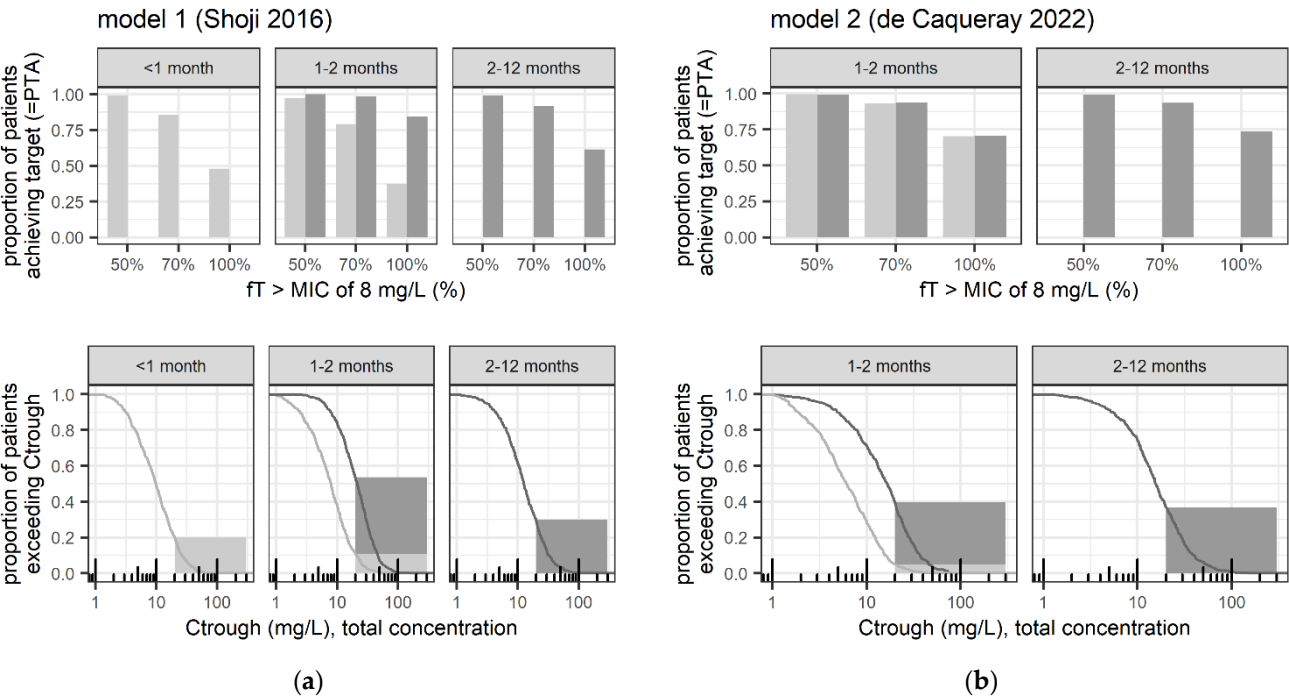 model 1 (Shoji 2016)
proportion of patients
achieving target (=PTA)
<1 month
1-2 months
2-12 months
1.00
0.75
0.50
0.25
0.00
50% 70% 100%
50% 70% 100%
50% 70% 100%
fT > MIC of 8 mg/L (%)
proportion of patients
exceeding Ctrough
<1 month
1-2 months
2-12 months
1.0
0.8
0.6
0.4
0.2
0.0
1 10 100
1 10 100
1 10 100
Ctrough (mg/L), total concentration
(a)
model 2 (de Caqueray 2022)
proportion of patients
achieving target (=PTA)
1-2 months
2-12 months
1.00
0.75
0.50
0.25
0.00
50% 70% 100%
50% 70% 100%
fT > MIC of 8 mg/L (%)
proportion of patients
exceeding Ctrough
1-2 months
2-12 months
1.0
0.8
0.6
0.4
0.2
0.0
1 10 100
1 10 100
Ctrough (mg/L), total concentration
(b)